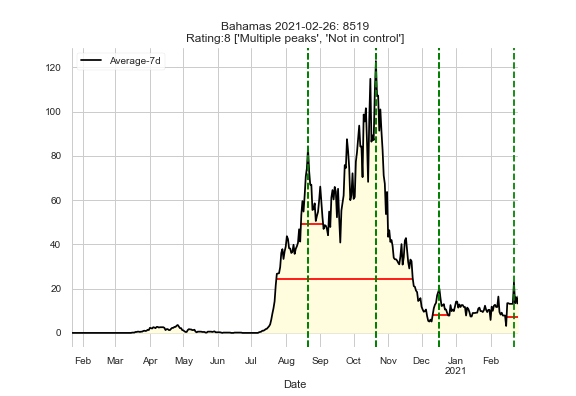 Bahamas 2021-02-26: 8519
Rating:8 ['Multiple peaks', 'Not in control']
Average-7d
120
100
80
60
40
20
0
Feb Mar Apr May Jun Jul Aug Sep Oct Nov Dec Jan Feb
2021
Date